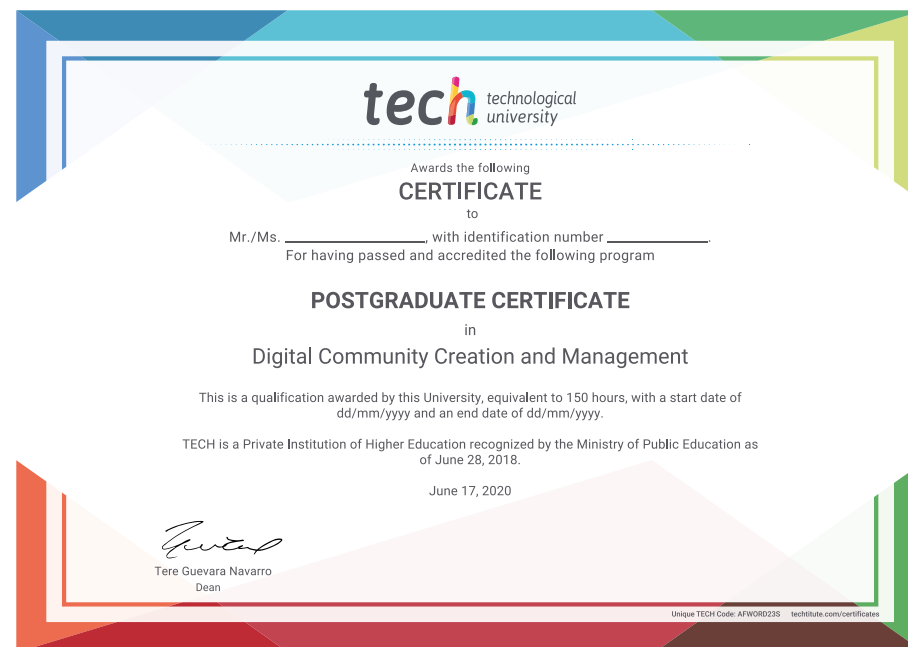 tech technological
university
Awards the following
CERTIFICATE
to
Mr./Ms. ____________, with identification number _________.
For having passed and accredited the following program
POSTGRADUATE CERTIFICATE
in
Digital Community Creation and Management
This is a qualification awarded by this University, equivalent to 150 hours, with a start date of
dd/mm/yyyy and an end date of dd/mm/yyyy.
TECH is a Private Institution of Higher Education recognized by the Ministry of Public Education as
of June 28, 2018.
June 17, 2020
Tere Guevara Navarro
Dean
Unique TECH Code: AFWORD23S techtitute.com/certificates